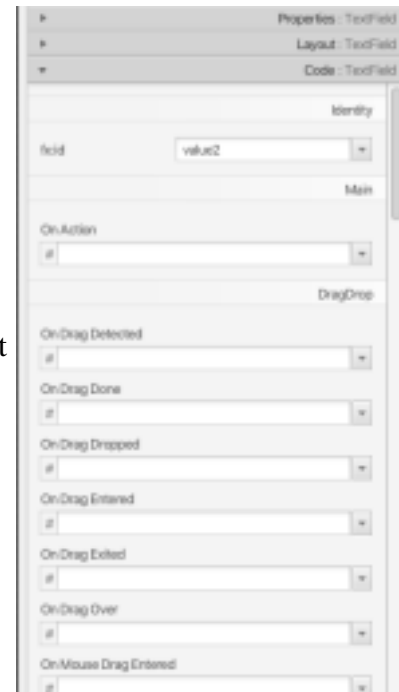 Properties : TextField
Layout : TextField
Code : TextField
Identity
fx:id
value2
Main
On Action
#
DragDrop
t
On Drag Detected
#
On Drag Done
#
On Drag Dropped
#
On Drag Entered
#
On Drag Exited
#
On Drag Over
#
On Mouse Drag Entered
#